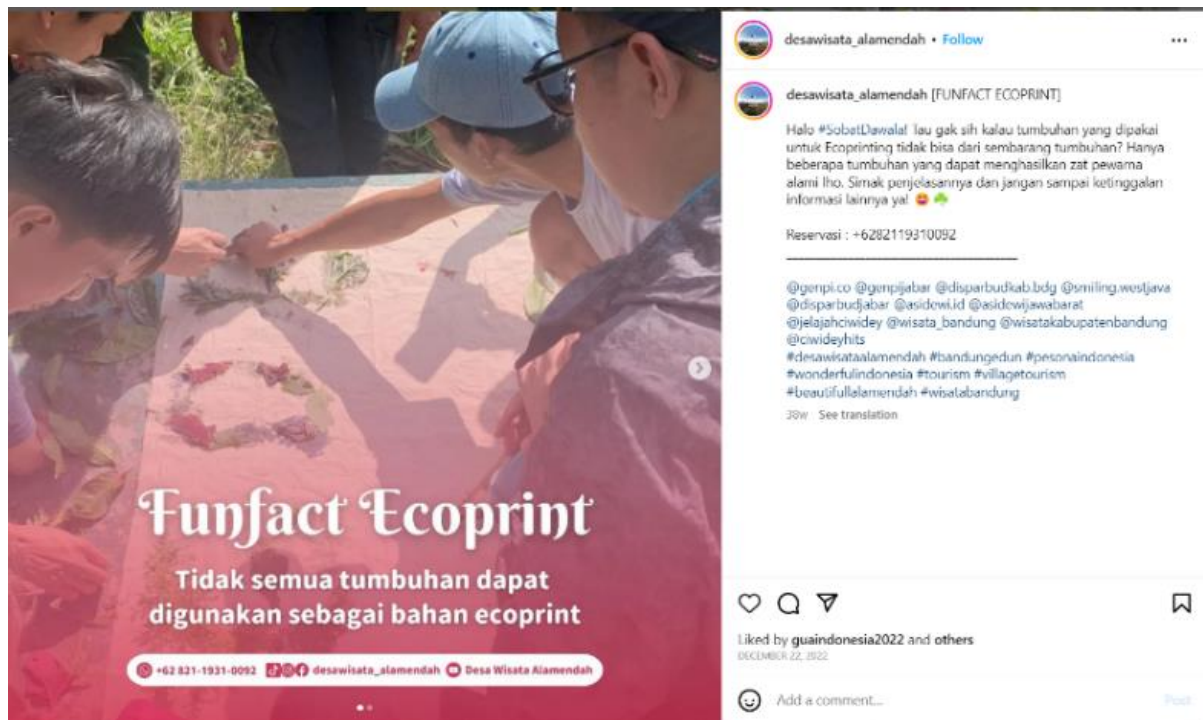 Funfact Ecoprint
Tidak semua tumbuhan dapat
digunakan sebagai bahan ecoprint
+62 821-1931-0092 desawisata_alamendah Desa Wisata Alamendah
desawisata_alamendah • Follow
desawisata_alamendah [FUNFACT ECOPRINT]
Halo #SobatDawala! Tau gak sih kalau tumbuhan yang dipakai
untuk Ecoprinting tidak bisa dari sembarang tumbuhan? Hanya
beberapa tumbuhan yang dapat menghasilkan zat pewarna
alami lho. Simak penjelasannya dan jangan sampai ketinggalan
informasi lainnya ya! 😆 ☘️
Reservasi : +6282119310092
@genpi.co @genpijabar @disparbudkab.bdg @smiling.westjava
@disparbudjabar @asidewi.id @asidewijawabarat
@jelajahciwidey @wisata_bandung @wisatakabupatenbandung
@ciwideyhits
#desawisataalamendah #bandungedun #pesonaindonesia
#wonderfulindonesia #tourism #villagetourism
#beautifullalamendah #wisatabandung
38w See translation
Liked by guaindonesia2022 and others
DECEMBER 22, 2022
Add a comment...
Post